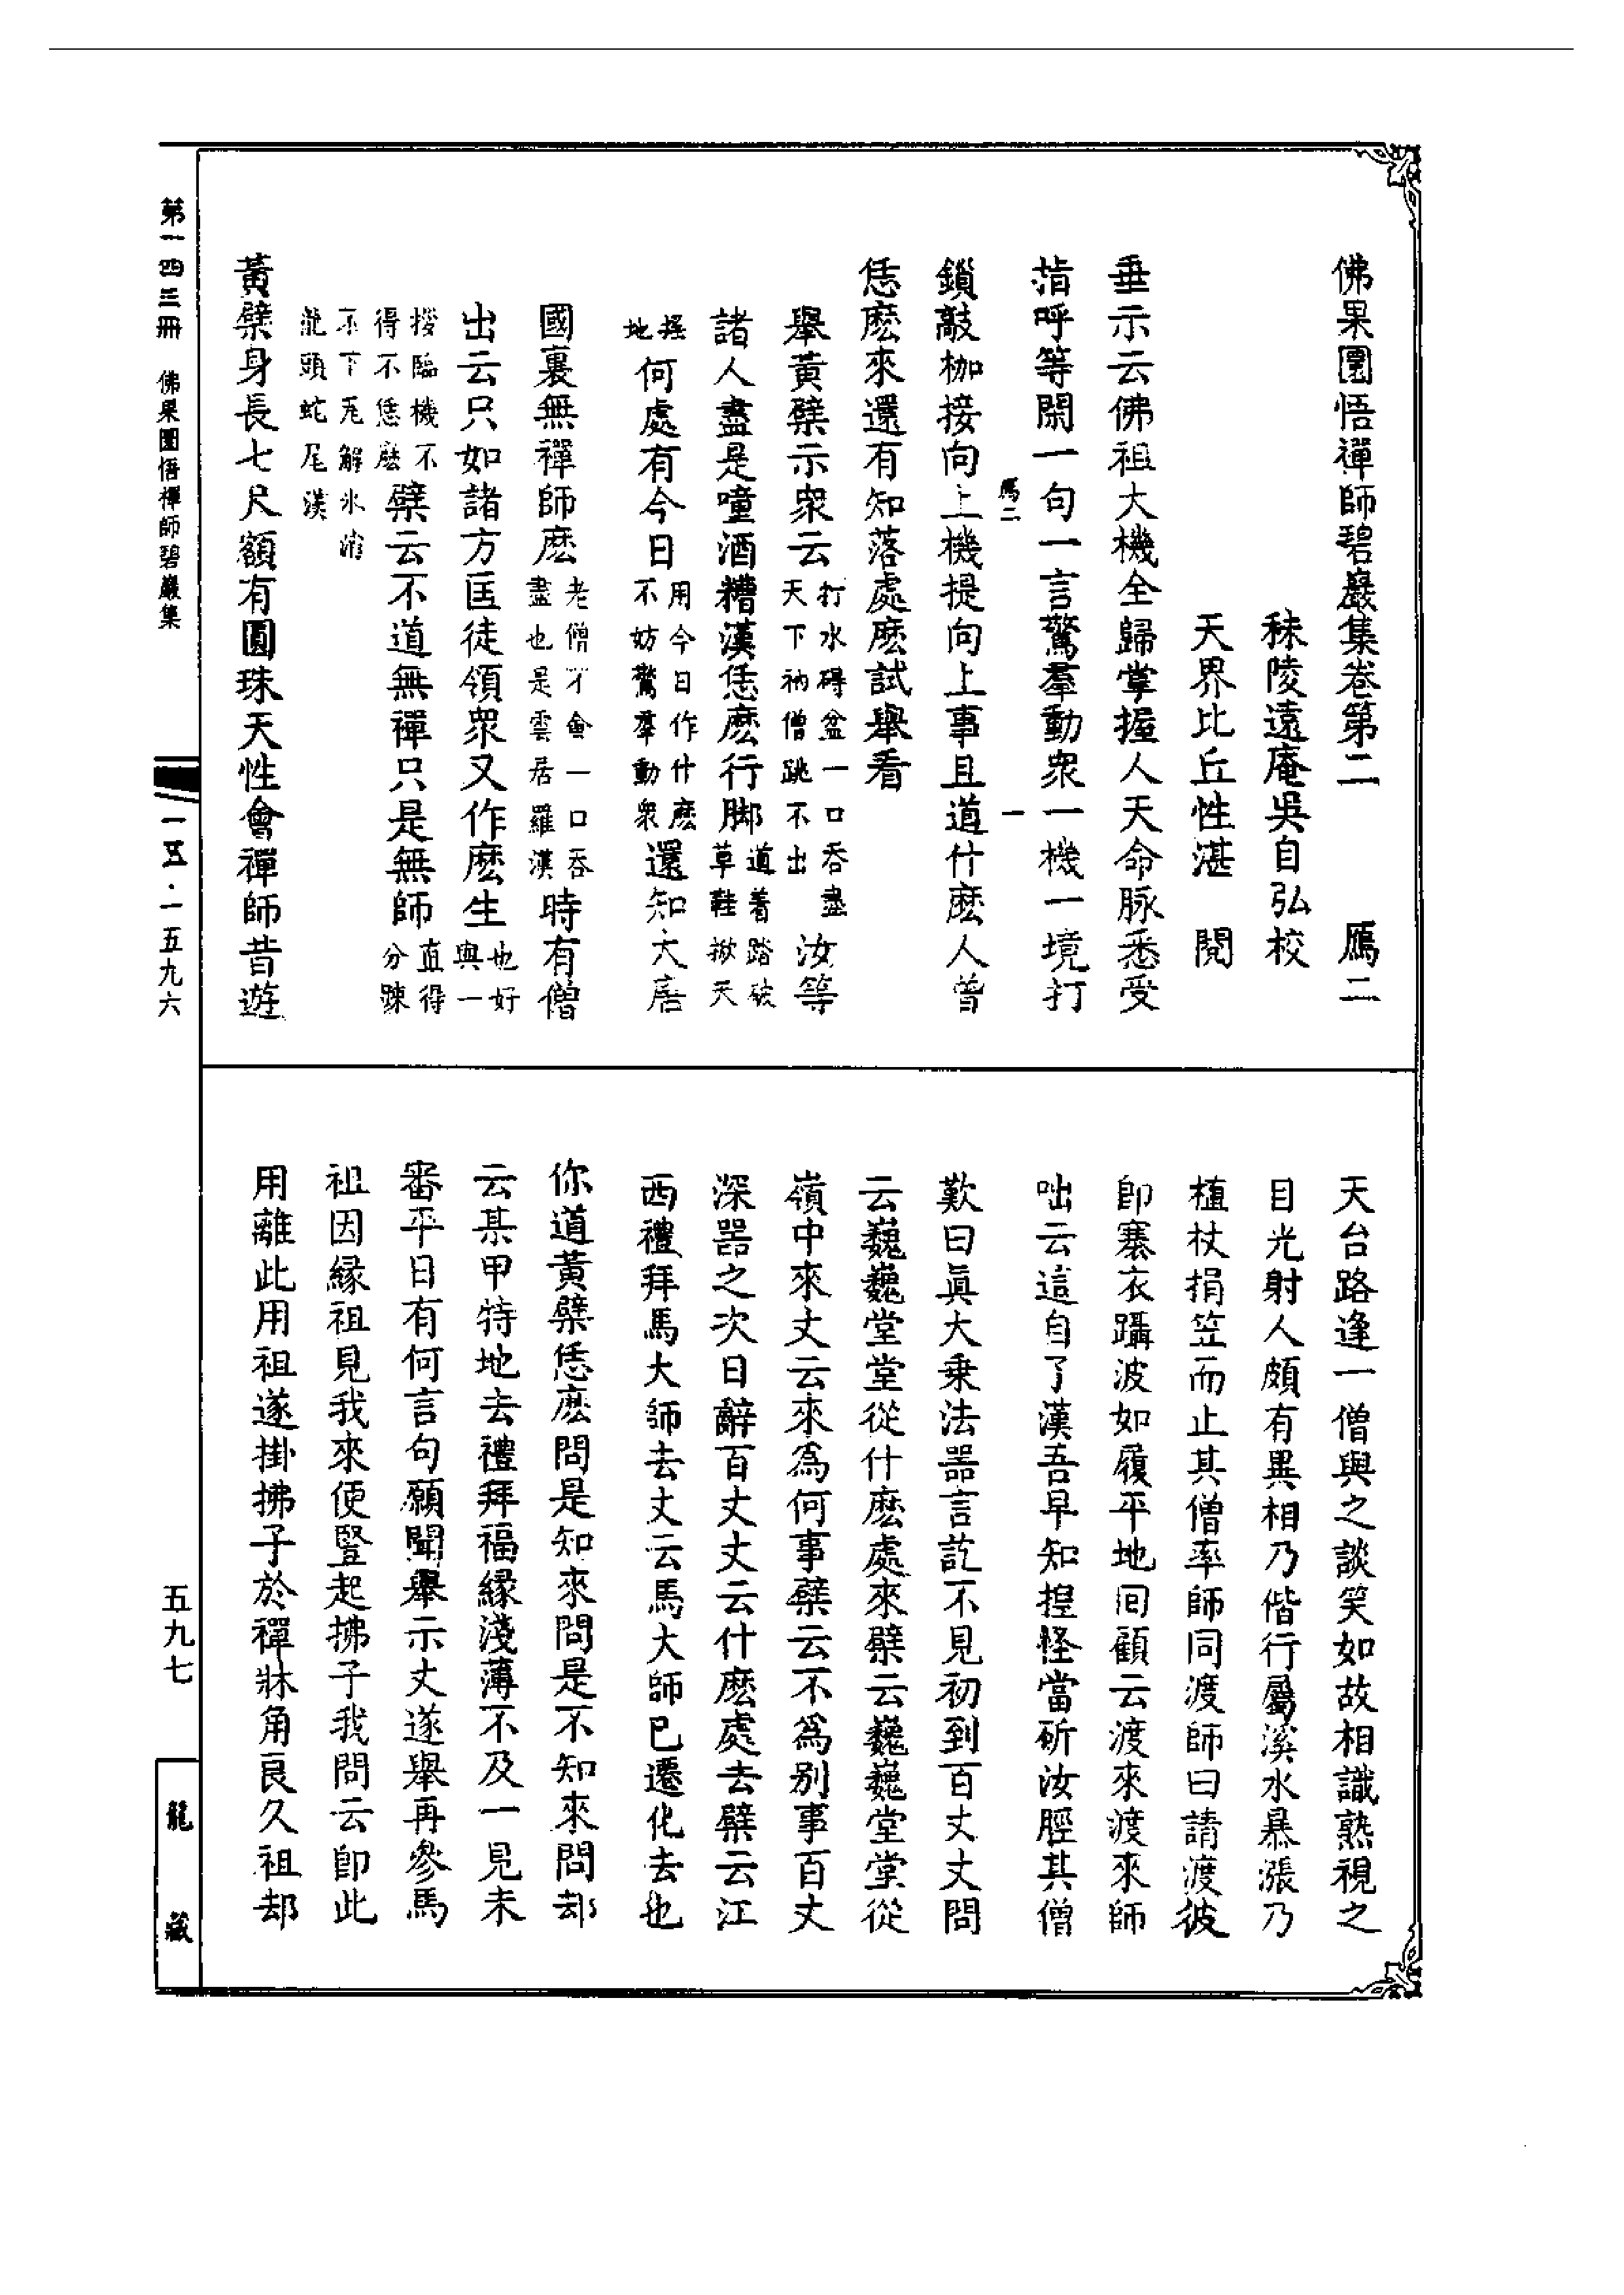 佛果圜悟禪師碧巖集卷第二　　鴈二
秣陵遠庵吳自弘校
天界比丘性湛　閱
垂示云佛祖大機全歸掌握人天命脉悉受
指呼等閑一句一言驚羣動衆一機一境打
鴈二　一
鎖敲枷接向上機提向上事且道什麽人曾
恁麽來還有知落處麽試舉看
舉黃檗示衆云打水碍盆一口吞盡天下衲僧跳不出汝等
諸人盡是噇酒糟漢恁麽行脚道着踏破草鞋掀天
搖地何處有今日用今日作什麽不妨驚羣動衆還知大唐
國裏無禪師麽老僧不會一口吞盡也是雲居羅漢時有僧
出云只如諸方匡徒領衆又作麽生也好與一
拶臨機不得不恁麽檗云不道無禪只是無師直得分踈
不下瓦解氷消
龍頭蛇尾漢
黃檗身長七尺額有圓珠天性會禪師昔遊
天台路逢一僧與之談笑如故相識熟視之
目光射人頗有異相乃偕行屬溪水暴漲乃
植杖捐笠而止其僧率師同渡師曰請渡彼
卽褰衣躡波如履平地回顧云渡來渡來師
咄云這自了漢吾早知揑怪當斫汝脛其僧
歎曰眞大乗法器言訖不見初到百丈丈問
云巍巍堂堂從什麽處來檗云巍巍堂堂從
嶺中來丈云來爲何事檗云不爲別事百丈
深器之次日辭百丈丈云什麽處去檗云江
西禮拜馬大師去丈云馬大師已遷化去也
你道黃檗恁麽問是知來問是不知來問却
云某甲特地去禮拜福緣淺薄不及一見未
審平日有何言句願聞舉示丈遂舉再參馬
祖因緣祖見我來便豎起拂子我問云卽此
用離此用祖遂掛拂子於禪牀角良久祖却
第一四三冊　佛果圜悟禪師碧巖集
一五·一五九六
五九七
龍藏